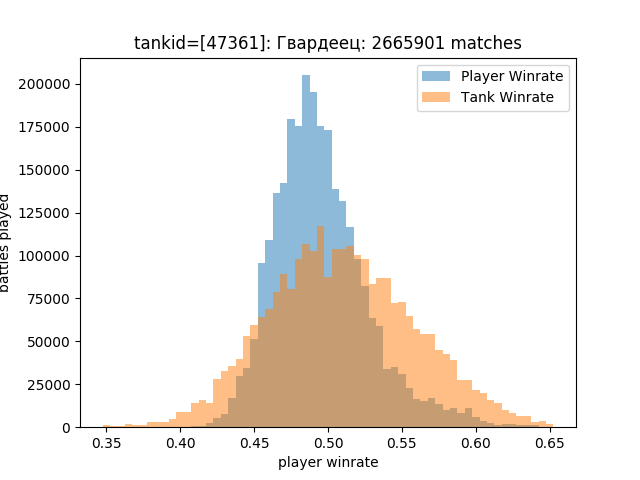 tankid=[47361]: Гвардеец: 2665901 matches
Player Winrate
Tank Winrate
200000
175000
150000
125000
100000
75000
50000
25000
0
battles played
0.35 0.40 0.45 0.50 0.55 0.60 0.65
player winrate